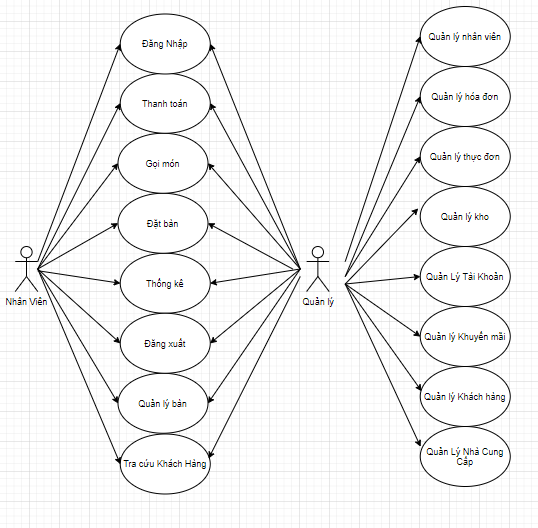 Đăng Nhập
Thanh toán
Gọi món
Đặt bàn
Thống kê
Đăng xuất
Quản lý bàn
Tra cứu Khách Hàng
Nhân Viên
Quản lý
Quản lý nhân viên
Quản lý hóa đơn
Quản lý thực đơn
Quản lý kho
Quản Lý Tài Khoản
Quản lý Khuyến mãi
Quản lý Khách hàng
Quản Lý Nhà Cung
Cấp